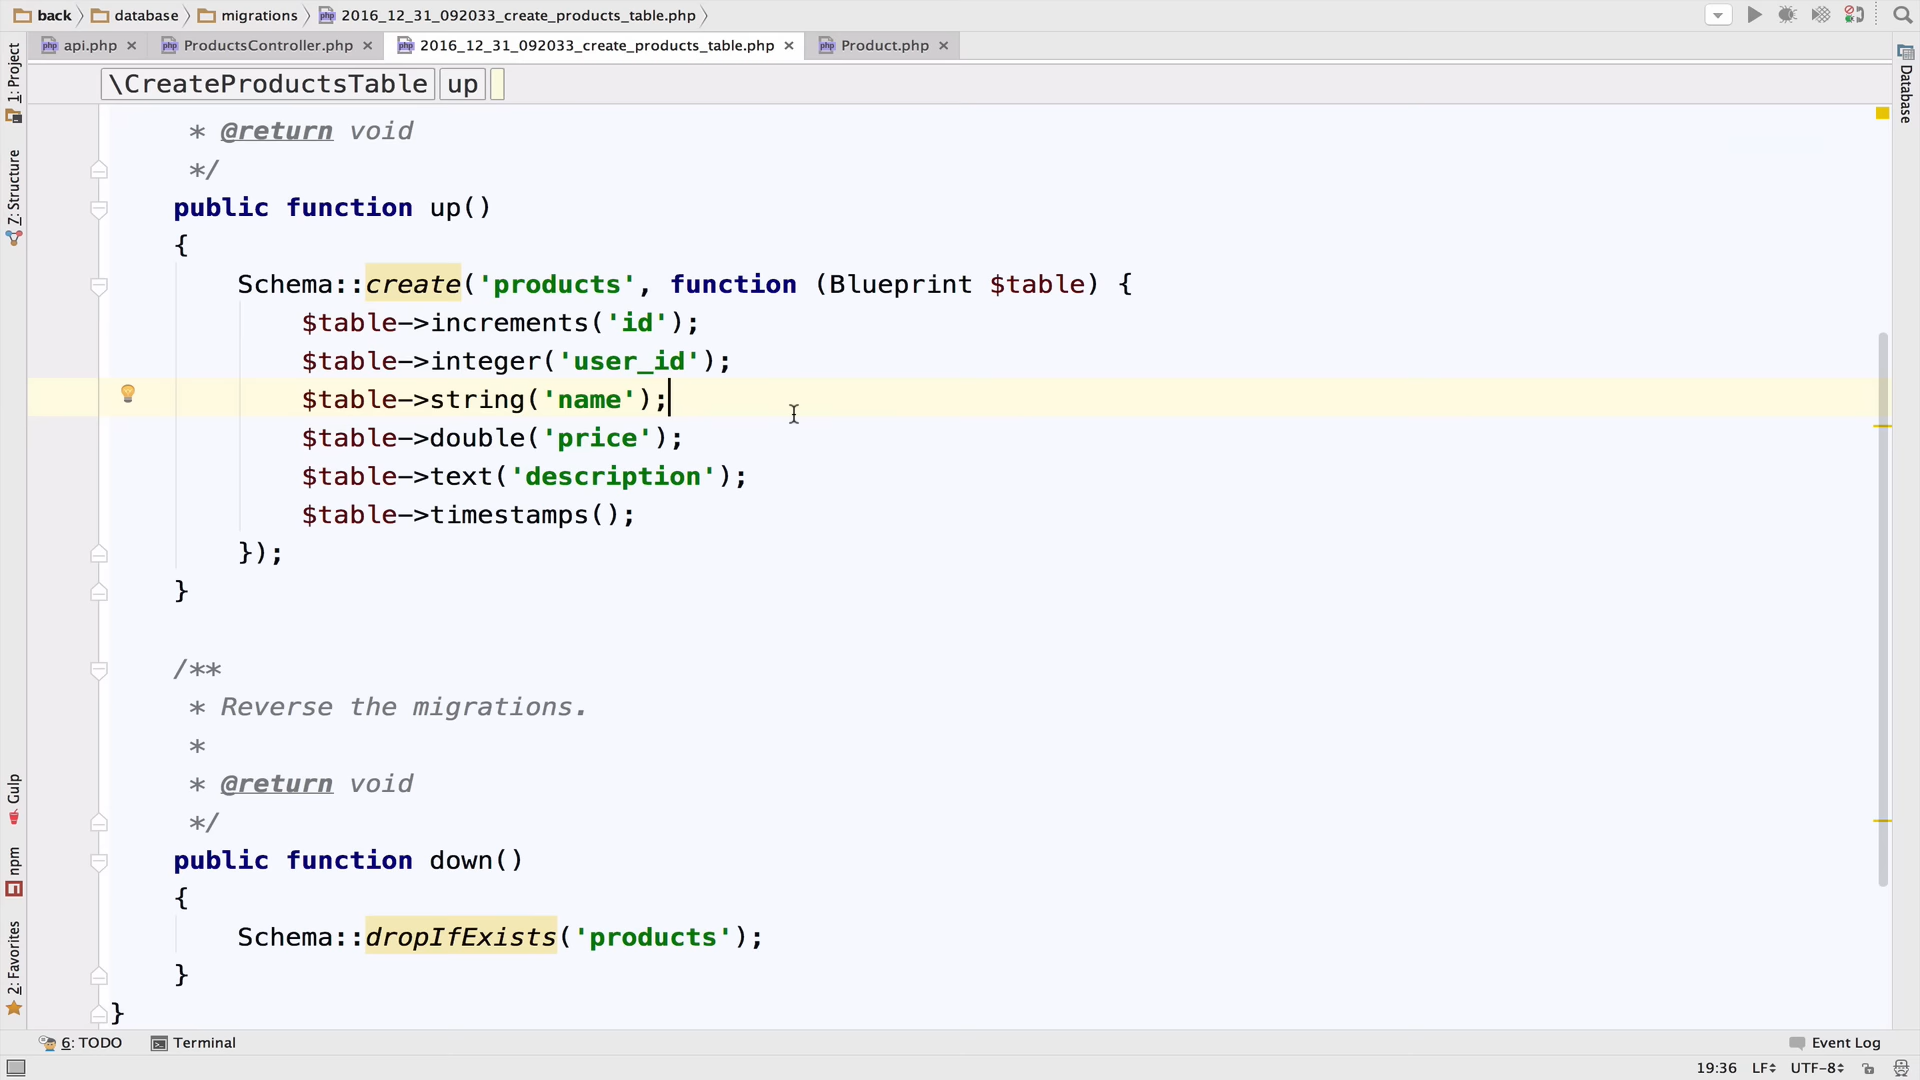 back database migrations 2016_12_31_092033_create_products_table.php
api.php ProductsController.php 2016_12_31_092033_create_products_table.php Product.php
\CreateProductsTable up
* @return void
*/
public function up()
{
Schema::create('products', function (Blueprint $table) {
$table->increments('id');
$table->integer('user_id');
$table->string('name');
$table->double('price');
$table->text('description');
$table->timestamps();
});
}
/**
* Reverse the migrations.
*
* @return void
*/
public function down()
{
Schema::dropIfExists('products');
}
}
1: Project
7: Structure
Gulp
npm
2: Favorites
Database
6: TODO Terminal Event Log
19:36 LF UTF-8